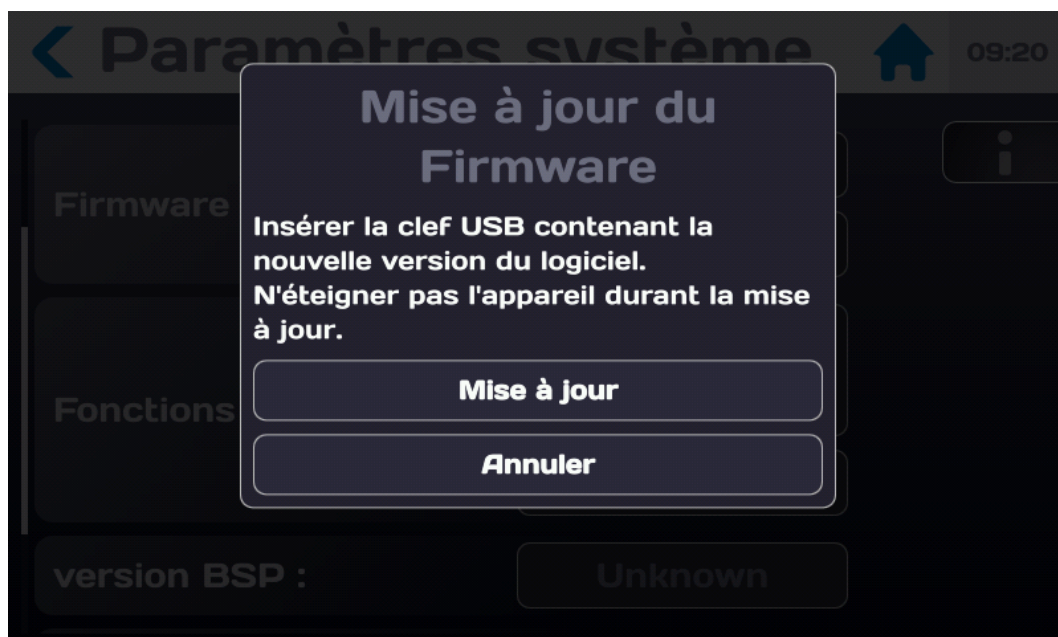 Paramètres système
09:20
Mise à jour du
Firmware
Firmware
Insérer la clef USB contenant la
nouvelle version du logiciel.
N'éteigner pas l'appareil durant la mise
à jour.
Mise à jour
Fonctions
Annuler
version BSP :
Unknown